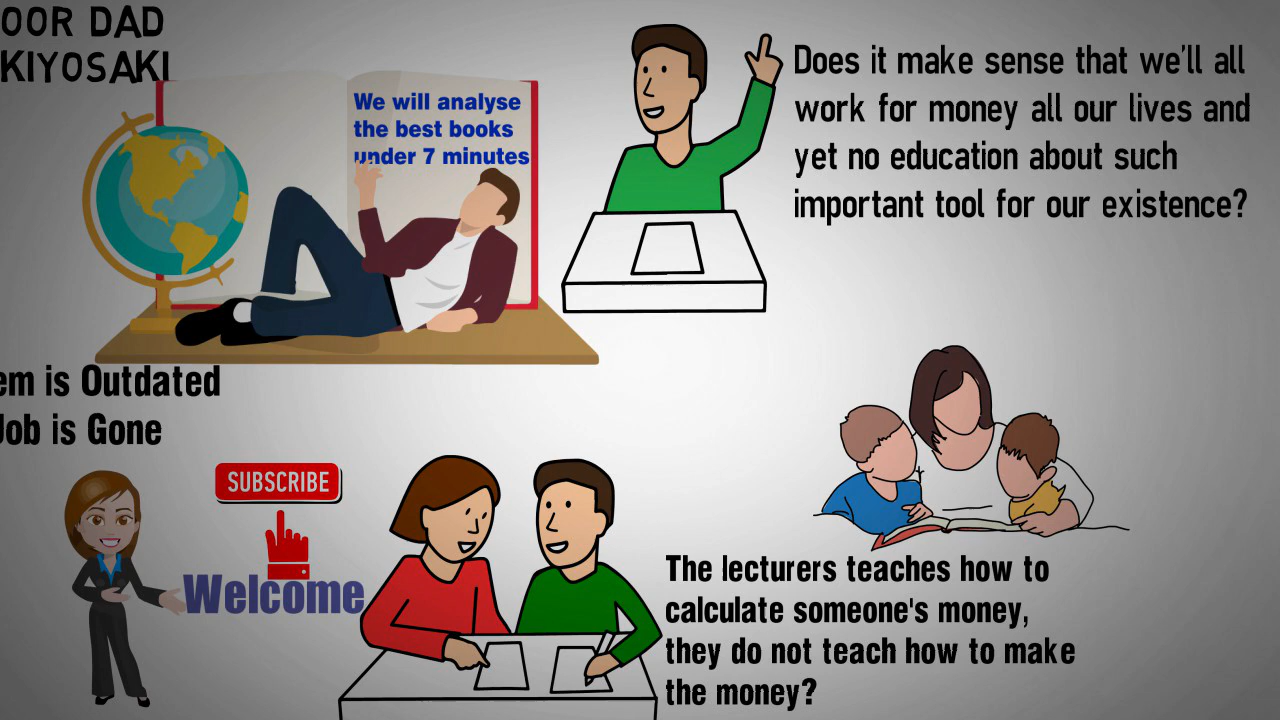 OOR DAD
KIYOSAKI
We will analyse
the best books
under 7 minutes
Does it make sense that we'll all
work for money all our lives and
yet no education about such
important tool for our existence?
em is Outdated
Job is Gone
SUBSCRIBE
Welcome
The lecturers teaches how to
calculate someone's money,
they do not teach how to make
the money?